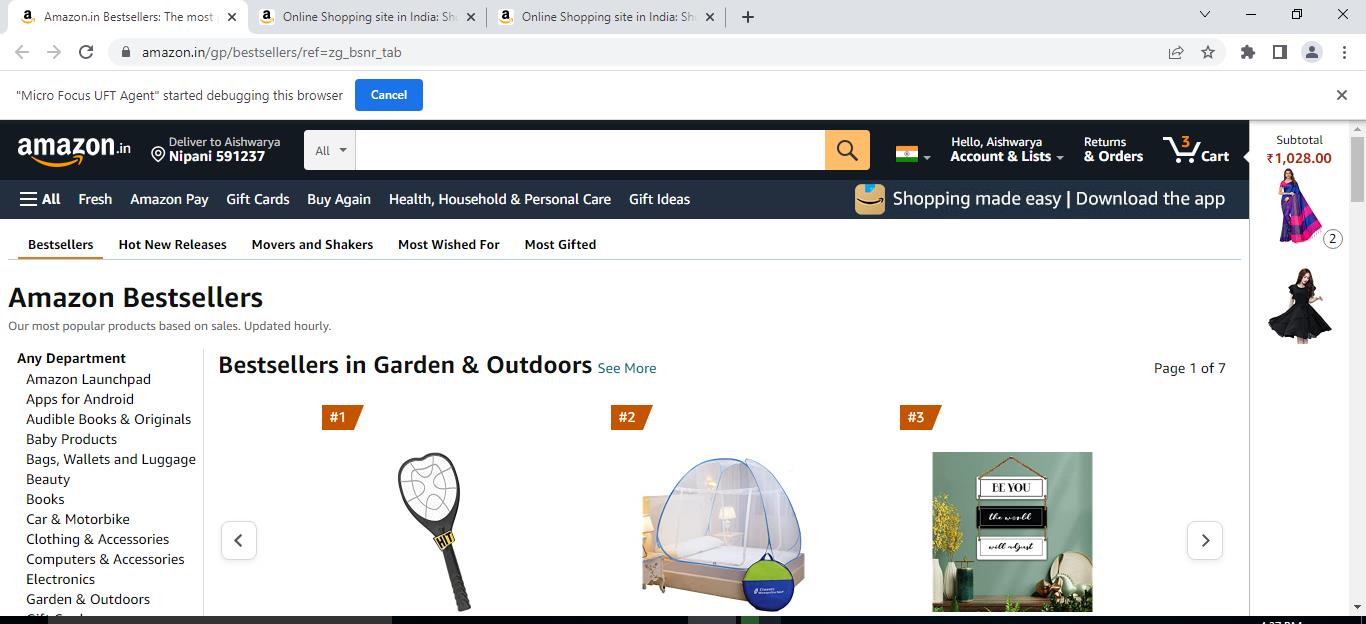 Amazon.in Bestsellers: The most
Online Shopping site in India: Sh
Online Shopping site in India: Sh
amazon.in/gp/bestsellers/ref=zg_bsnr_tab
"Micro Focus UFT Agent" started debugging this browser
Cancel
amazon.in
Deliver to Aishwarya
Nipani 591237
All
Hello, Aishwarya
Account & Lists
Returns
& Orders
3
Cart
Subtotal
₹1,028.00
All
Fresh
Amazon Pay
Gift Cards
Buy Again
Health, Household & Personal Care
Gift Ideas
Shopping made easy | Download the app
2
Bestsellers
Hot New Releases
Movers and Shakers
Most Wished For
Most Gifted
Amazon Bestsellers
Our most popular products based on sales. Updated hourly.
Any Department
Amazon Launchpad
Apps for Android
Audible Books & Originals
Baby Products
Bags, Wallets and Luggage
Beauty
Books
Car & Motorbike
Clothing & Accessories
Computers & Accessories
Electronics
Garden & Outdoors
Bestsellers in Garden & Outdoors See More
Page 1 of 7
#1
#2
#3
HIT
BE YOU
the world
will adjust